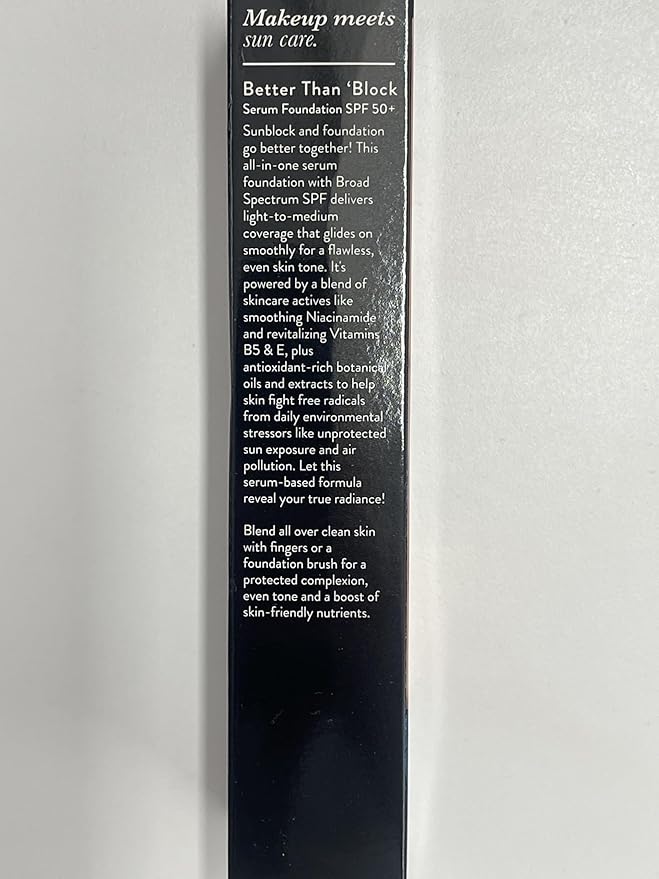 Makeup meets
sun care.
Better Than ‘Block
Serum Foundation SPF 50+
Sunblock and foundation
go better together! This
all-in-one serum
foundation with Broad
Spectrum SPF delivers
light-to-medium
coverage that glides on
smoothly for a flawless,
even skin tone. It's
powered by a blend of
skincare actives like
smoothing Niacinamide
and revitalizing Vitamins
B5 & E, plus
antioxidant-rich botanical
oils and extracts to help
skin fight free radicals
from daily environmental
stressors like unprotected
sun exposure and air
pollution. Let this
serum-based formula
reveal your true radiance!
Blend all over clean skin
with fingers or a
foundation brush for a
protected complexion,
even tone and a boost of
skin-friendly nutrients.